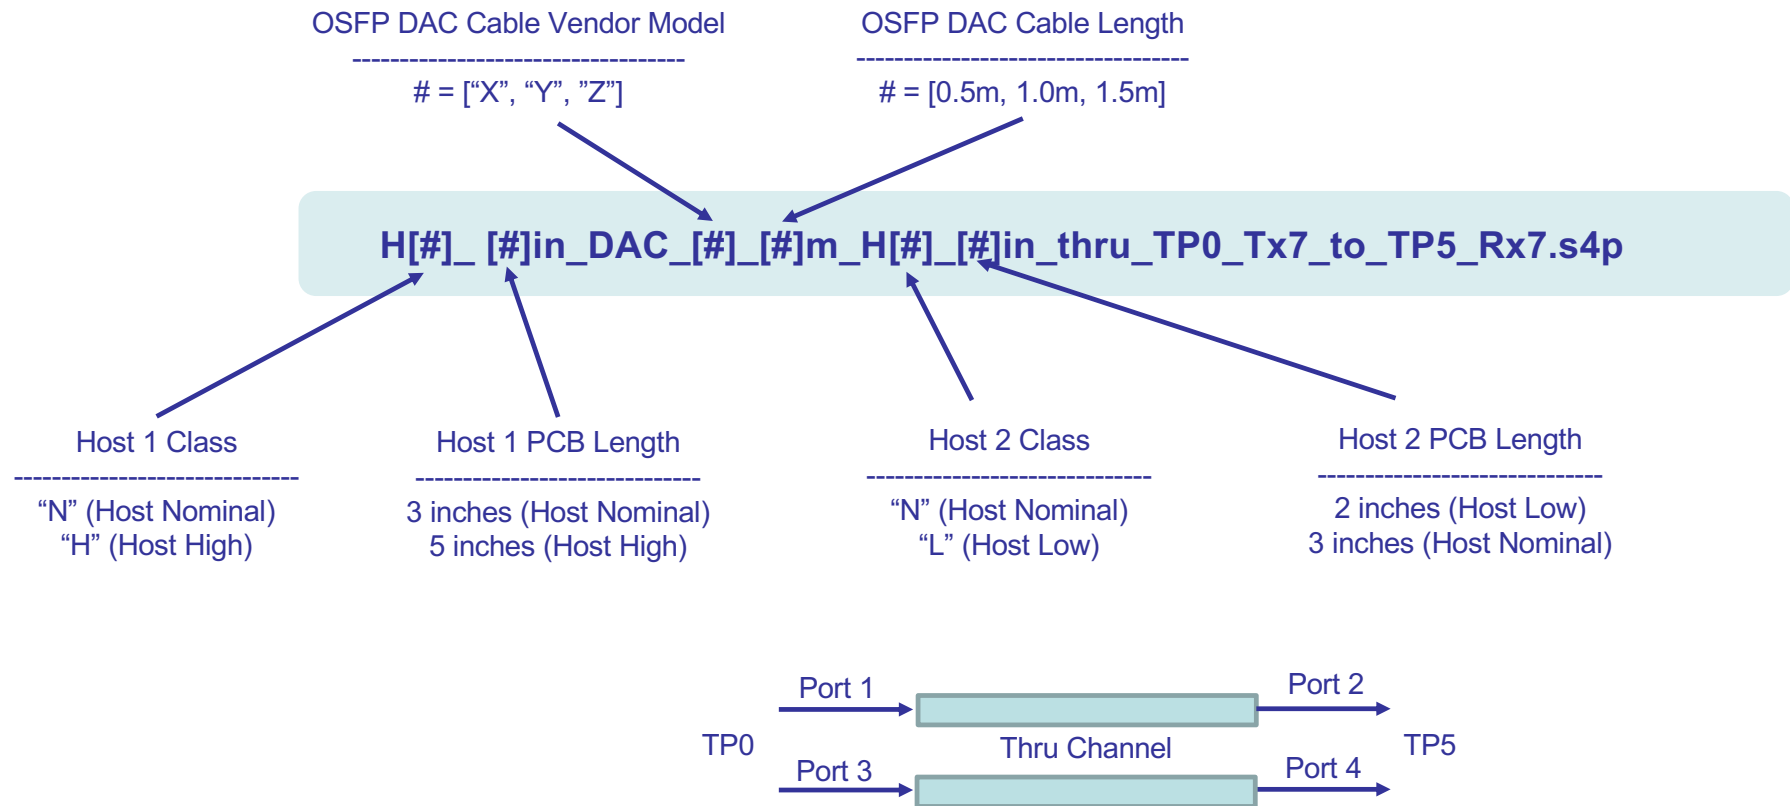 OSFP DAC Cable Vendor Model
-----------------------------------
# = [“X”, “Y”, ”Z”]
OSFP DAC Cable Length
-----------------------------------
# = [0.5m, 1.0m, 1.5m]
H[#]_ [#]in_DAC_[#]_[#]m_H[#]_[#]in_thru_TP0_Tx7_to_TP5_Rx7.s4p
Host 1 Class
------------------------------
“N” (Host Nominal)
“H” (Host High)
Host 1 PCB Length
------------------------------
3 inches (Host Nominal)
5 inches (Host High)
Host 2 Class
------------------------------
“N” (Host Nominal)
“L” (Host Low)
Host 2 PCB Length
------------------------------
2 inches (Host Low)
3 inches (Host Nominal)
Port 1
Port 2
TP0
Thru Channel
TP5
Port 3
Port 4